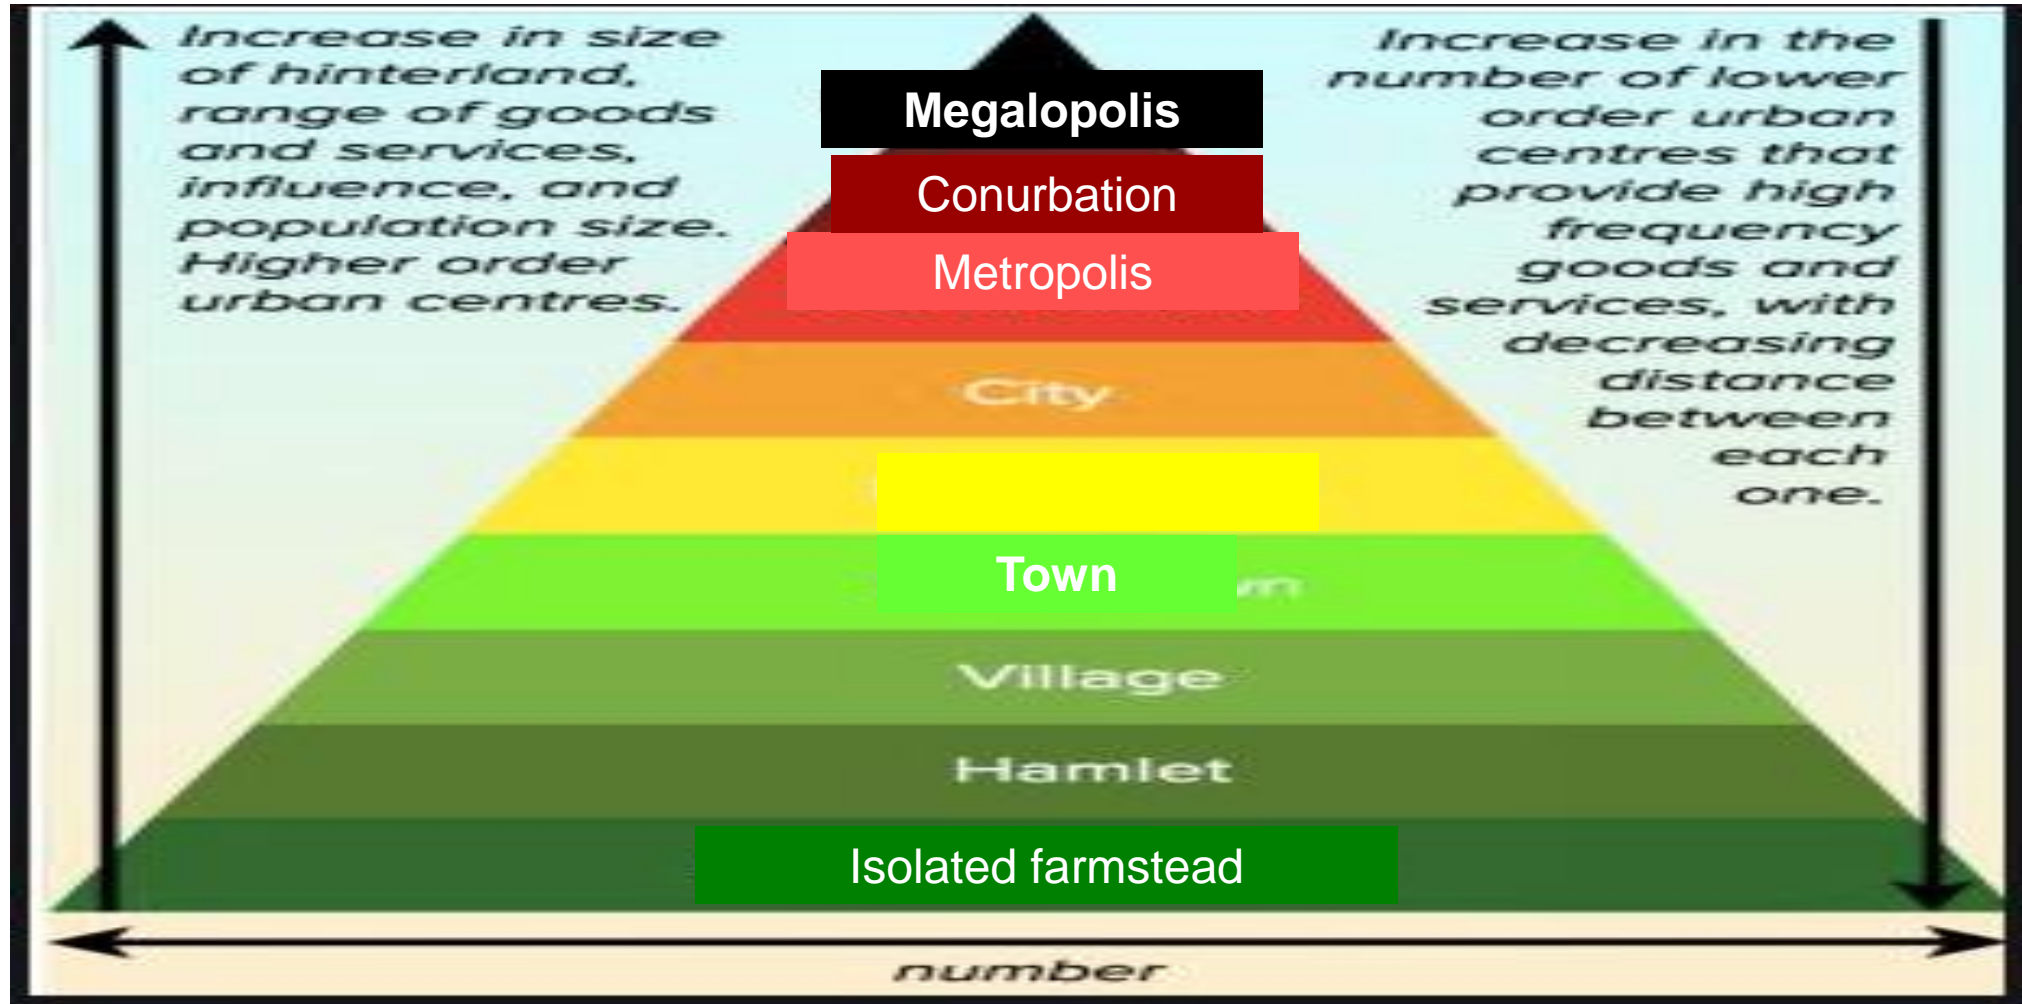 Increase in size
of hinterland,
range of goods
and services,
influence, and
population size.
Higher order
urban centres.
Megalopolis
Conurbation
Metropolis
City
Town
Village
Hamlet
Isolated farmstead
Increase in the
number of lower
order urban
centres that
provide high
frequency
goods and
services, with
decreasing
distance
between
each
one.
number